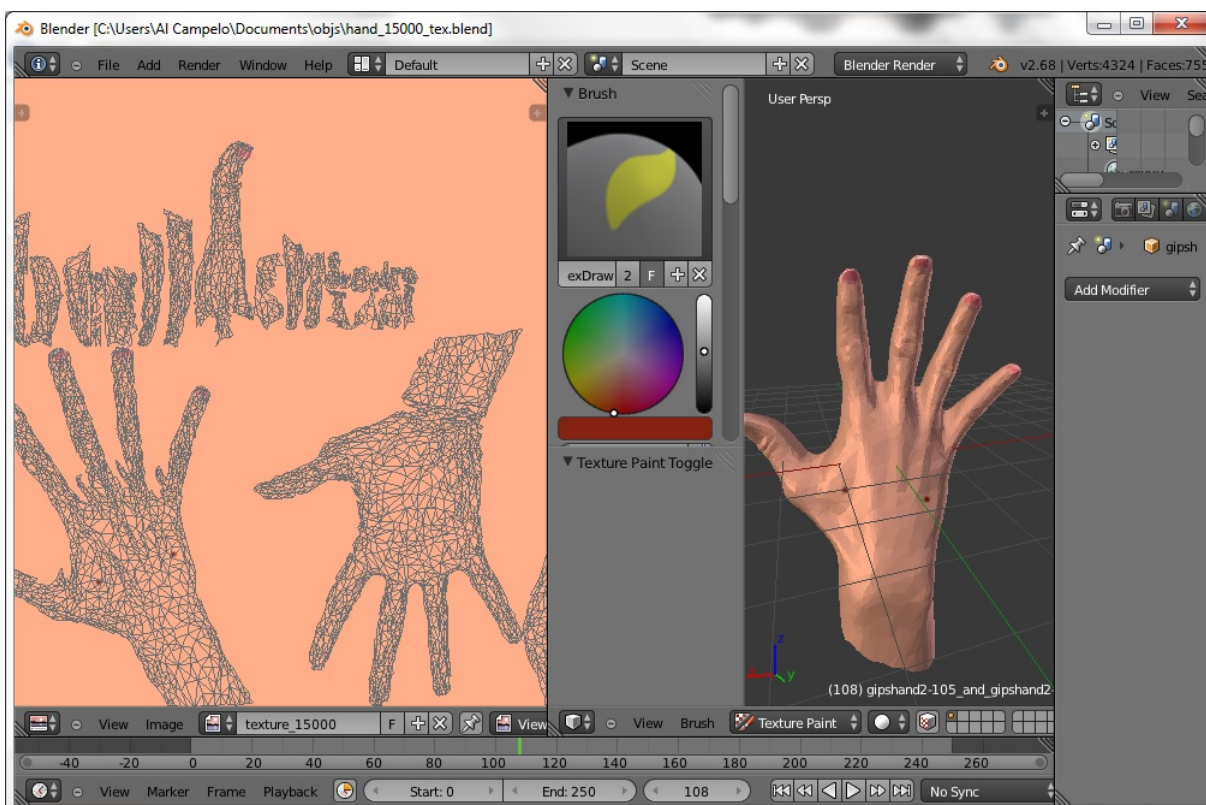 Blender [C:\Users\Al Campelo\Documents\objs\hand_15000_tex.blend]
File Add Render Window Help Default Scene Blender Render v2.68 | Verts:4324 | Faces:755
Brush
User Persp
View Sea
Sc
exDraw 2 F
gipsh
Add Modifier
Texture Paint Toggle
z
y
(108) gipshand2-105_and_gipshand2-
View Image texture_15000 F View
View Brush Texture Paint
-40 -20 0 20 40 60 80 100 120 140 160 180 200 220 240 260
View Marker Frame Playback Start: 0 End: 250 108 No Sync